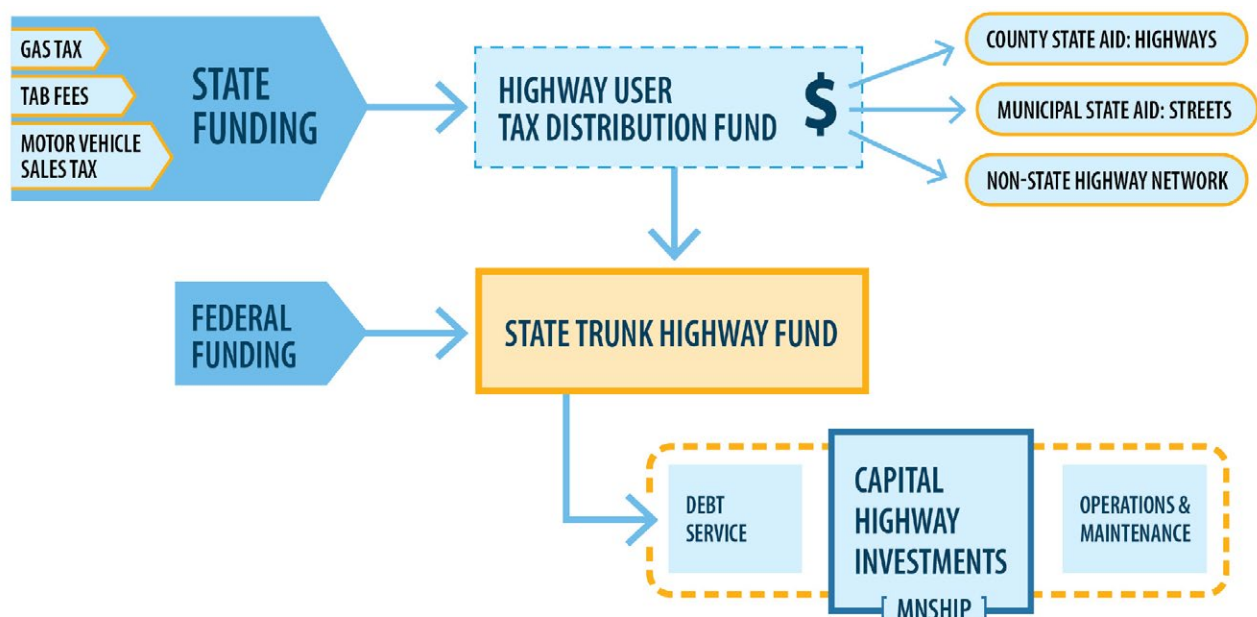 GAS TAX
TAB FEES
MOTOR VEHICLE
SALES TAX
STATE
FUNDING
HIGHWAY USER
TAX DISTRIBUTION FUND
$
COUNTY STATE AID: HIGHWAYS
MUNICIPAL STATE AID: STREETS
NON-STATE HIGHWAY NETWORK
FEDERAL
FUNDING
STATE TRUNK HIGHWAY FUND
DEBT
SERVICE
CAPITAL
HIGHWAY
INVESTMENTS
[ MNSHIP ]
OPERATIONS &
MAINTENANCE